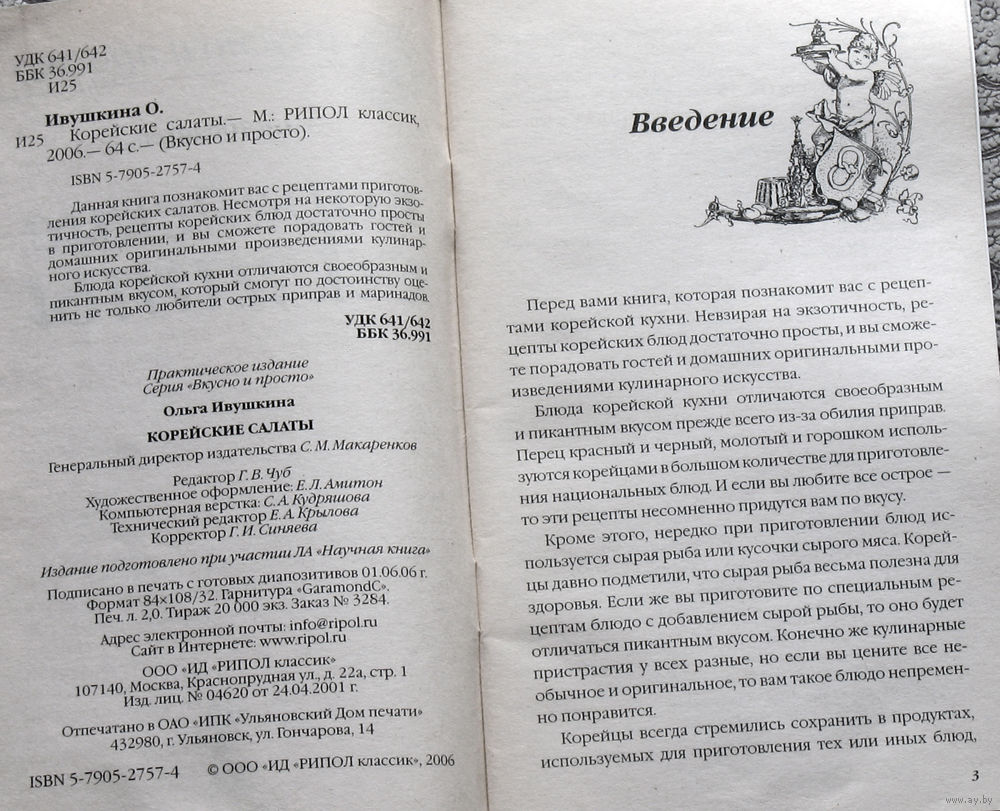 УДК 641/642
ББК 36.991
И25
Ивушкина О.
И25 Корейские салаты.— М.: РИПОЛ классик,
2006.— 64 с.— (Вкусно и просто).
ISBN 5-7905-2757-4
Данная книга познакомит вас с рецептами приготов-
ления корейских салатов. Несмотря на некоторую экзо-
тичность, рецепты корейских блюд достаточно просты
в приготовлении, и вы сможете порадовать гостей и
домашних оригинальными произведениями кулинар-
ного искусства.
Блюда корейской кухни отличаются своеобразным и
пикантным вкусом, который смогут по достоинству оце-
нить не только любители острых приправ и маринадов.
УДК 641/642
ББК 36.991
Практическое издание
Серия «Вкусно и просто»
Ольга Ивушкина
КОРЕЙСКИЕ САЛАТЫ
Генеральный директор издательства С. М. Макаренков
Редактор Г. В. Чуб
Художественное оформление: Е. Л. Амитон
Компьютерная верстка: С. А. Кудряшова
Технический редактор Е. А. Крылова
Корректор Г. И. Синяева
Издание подготовлено при участии ЛА «Научная книга»
Подписано в печать с готовых диапозитивов 01.06.06 г.
Формат 84×108/32. Гарнитура «GaramondC».
Печ. л. 2,0. Тираж 20 000 экз. Заказ № 3284.
Адрес электронной почты: info@ripol.ru
Сайт в Интернете: www.ripol.ru
ООО «ИД «РИПОЛ классик»
107140, Москва, Краснопрудная ул., д. 22а, стр. 1
Изд. лиц. № 04620 от 24.04.2001 г.
Отпечатано в ОАО «ИПК «Ульяновский Дом печати»
432980, г. Ульяновск, ул. Гончарова, 14
ISBN 5-7905-2757-4 © ООО «ИД «РИПОЛ классик», 2006
Введение
Перед вами книга, которая познакомит вас с рецеп-
тами корейской кухни. Невзирая на экзотичность, ре-
цепты корейских блюд достаточно просты, и вы сможе-
те порадовать гостей и домашних оригинальными про-
изведениями кулинарного искусства.
Блюда корейской кухни отличаются своеобразным
и пикантным вкусом прежде всего из-за обилия приправ.
Перец красный и черный, молотый и горошком исполь-
зуются корейцами в большом количестве для приготовле-
ния национальных блюд. И если вы любите все острое —
то эти рецепты несомненно придутся вам по вкусу.
Кроме этого, нередко при приготовлении блюд ис-
пользуется сырая рыба или кусочки сырого мяса. Корей-
цы давно подметили, что сырая рыба весьма полезна для
здоровья. Если же вы приготовите по специальным ре-
цептам блюдо с добавлением сырой рыбы, то оно будет
отличаться пикантным вкусом. Конечно же кулинарные
пристрастия у всех разные, но если вы цените все не-
обычное и оригинальное, то вам такое блюдо непремен-
но понравится.
Корейцы всегда стремились сохранить в продуктах,
используемых для приготовления тех или иных блюд,
3
www.ay.by